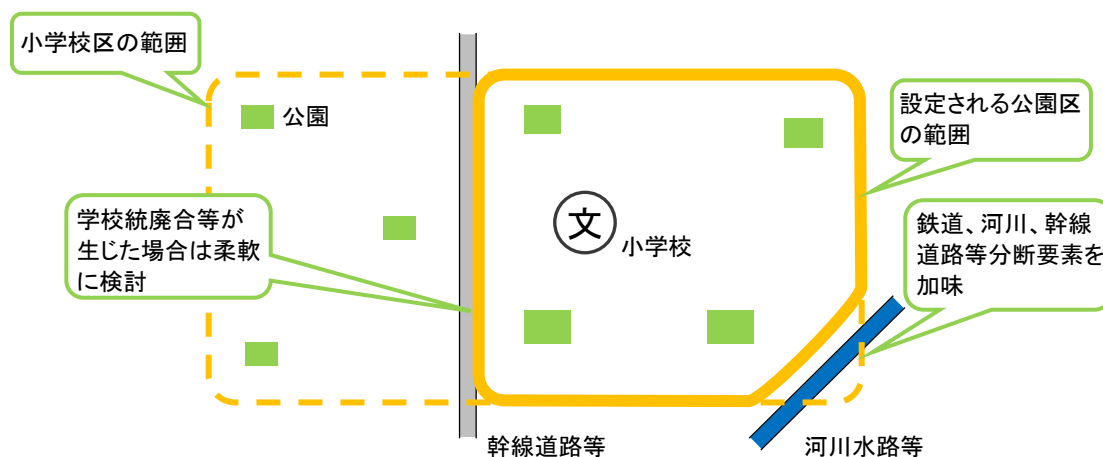 小学校区の範囲
公園
設定される公園区
の範囲
学校統廃合等が
生じた場合は柔軟
に検討
文
小学校
鉄道、河川、幹線
道路等分断要素を
加味
幹線道路等
河川水路等